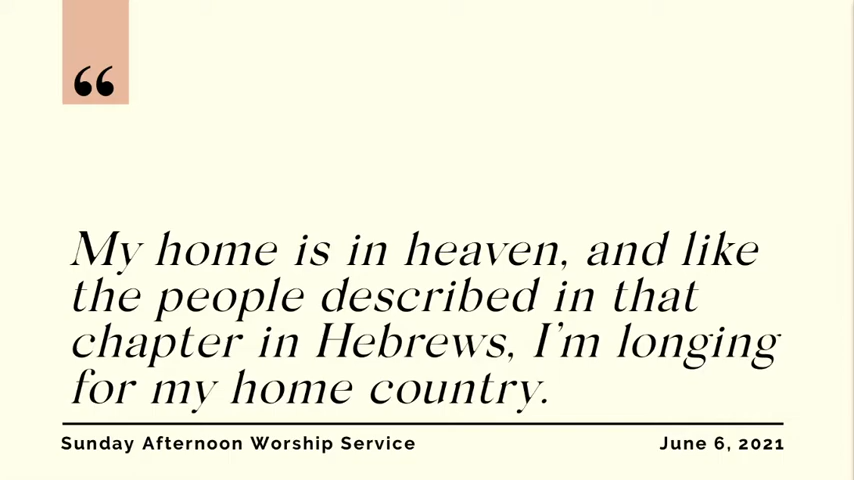 “
My home is in heaven, and like
the people described in that
chapter in Hebrews, I’m longing
for my home country.
Sunday Afternoon Worship Service
June 6, 2021